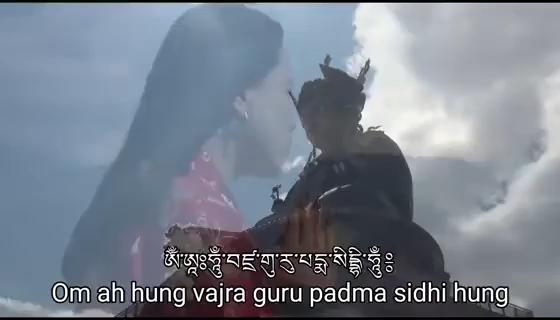 ཨོཾ་ཨཱཿཧཱུྃ་བཛྲ་གུ་རུ་པདྨ་སིདྡྷི་ཧཱུྃ༔
Om ah hung vajra guru padma sidhi hung